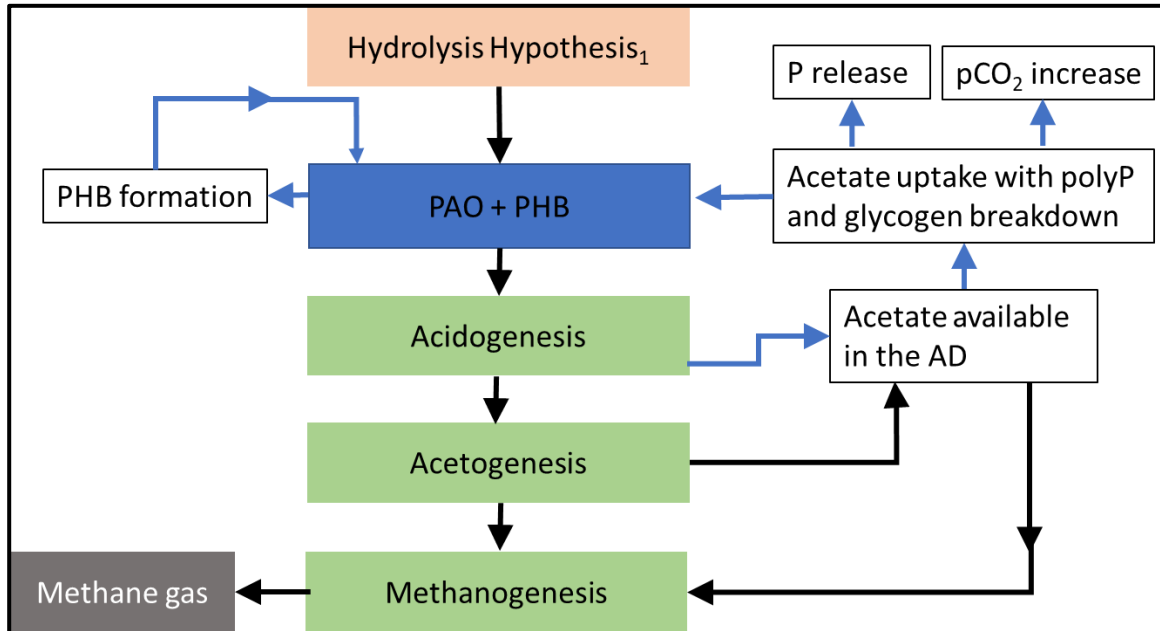 Hydrolysis Hypothesis₁
P release
pCO₂ increase
PHB formation
PAO + PHB
Acetate uptake with polyP
and glycogen breakdown
Acidogenesis
Acetate available
in the AD
Acetogenesis
Methane gas
Methanogenesis